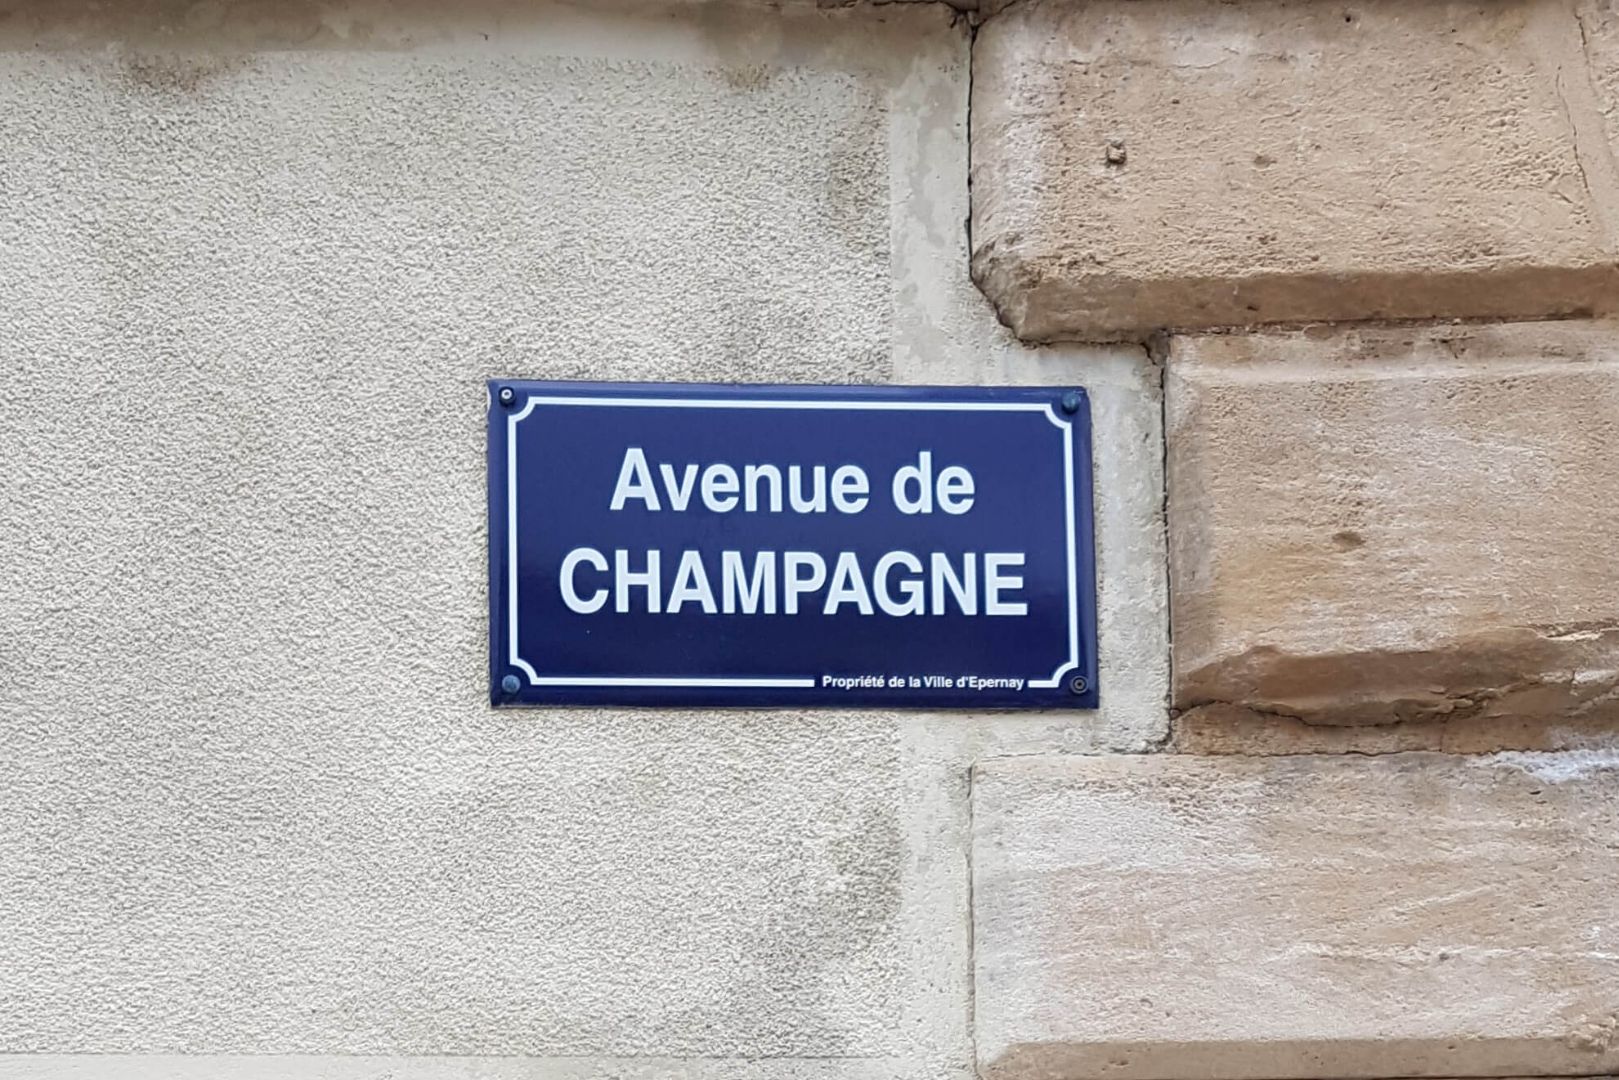 Avenue de
CHAMPAGNE
Propriété de la Ville d'Epernay